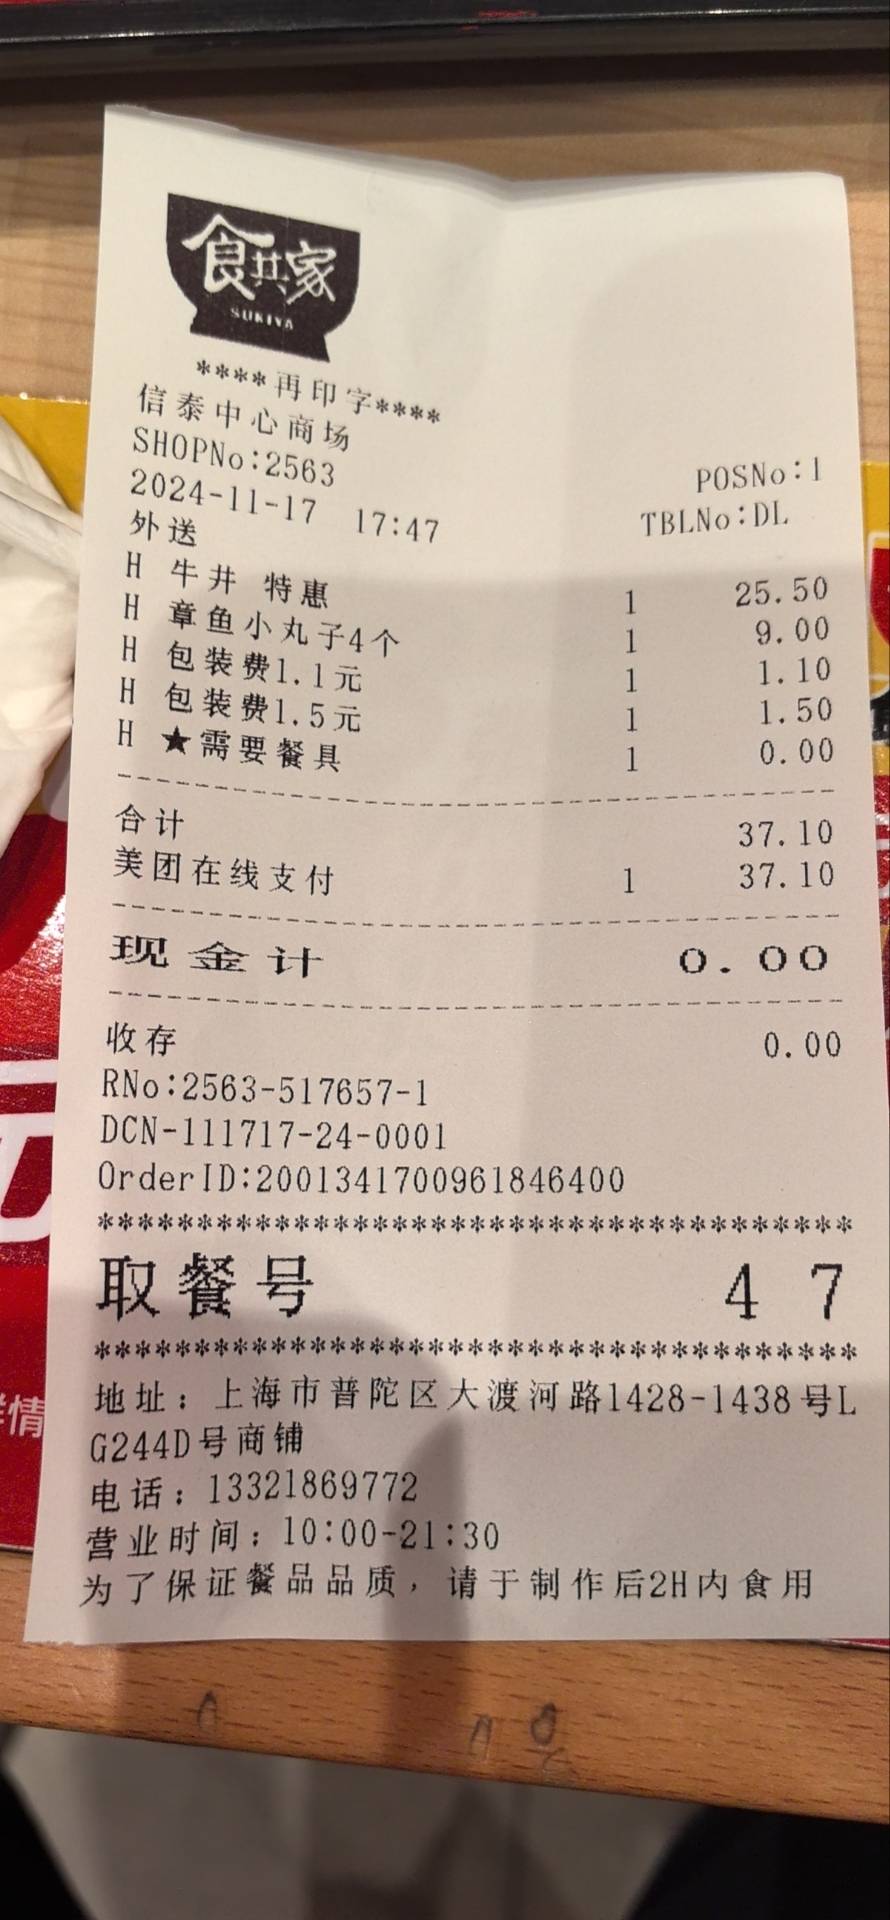 食其家
SUKIYA
****再印字****
信泰中心商场
SHOPNo:2563 POSNo:1
2024-11-17 17:47 TBLNo:DL
外送
H 牛丼 特惠 1 25.50
H 章鱼小丸子4个 1 9.00
H 包装费1.1元 1 1.10
H 包装费1.5元 1 1.50
H ★需要餐具 1 0.00
合计 37.10
美团在线支付 1 37.10
现金计 0.00
收存 0.00
RNo:2563-517657-1
DCN-111717-24-0001
OrderID:2001341700961846400
****************************************
取餐号 47
****************************************
地址：上海市普陀区大渡河路1428-1438号L
G244D号商铺
电话：13321869772
营业时间：10:00-21:30
为了保证餐品品质，请于制作后2H内食用